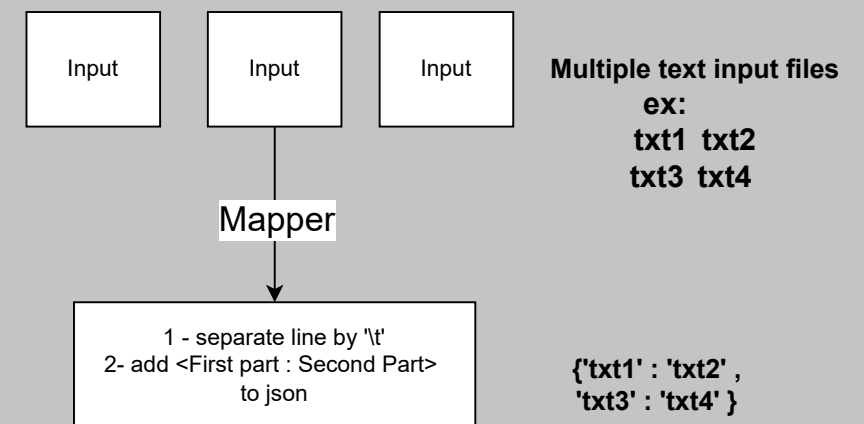 Input
Input
Input
Multiple text input files
ex:
txt1 txt2
txt3 txt4
Mapper
1 - separate line by '\t'
2- add <First part : Second Part>
to json
{'txt1' : 'txt2' ,
'txt3' : 'txt4' }